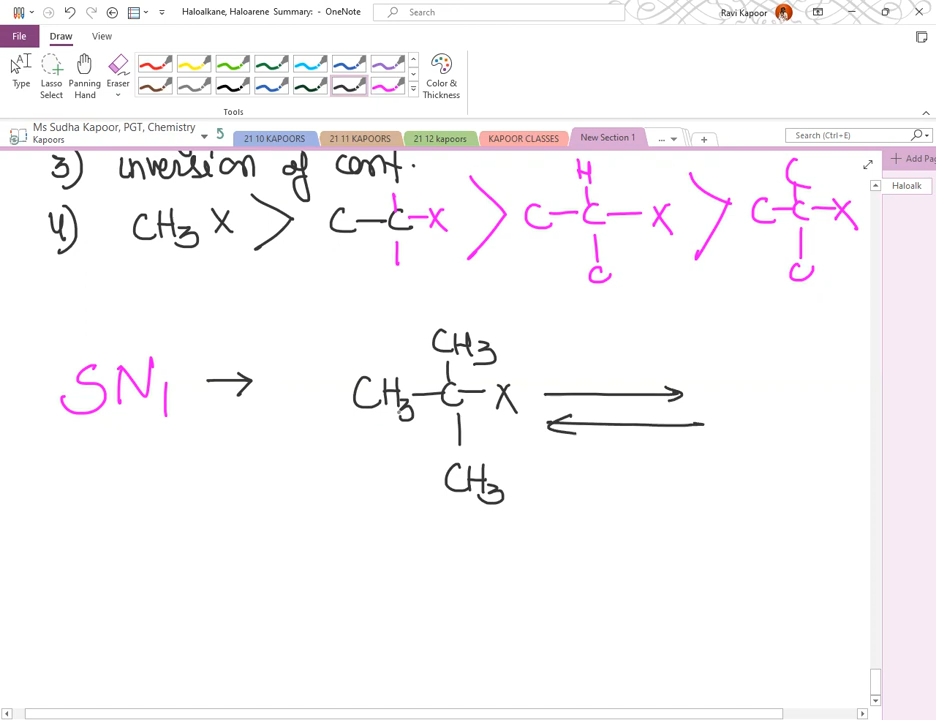 Haloalkane, Haloarene Summary: - OneNote
Search
Ravi Kapoor
File
Draw
View
Type
Lasso Select
Panning Hand
Eraser
Color & Thickness
Tools
Ms Sudha Kapoor, PGT, Chemistry
Kapoors
21 10 KAPOORS
21 11 KAPOORS
21 12 kapoors
KAPOOR CLASSES
New Section 1
...
+
Search (Ctrl+E)
Add Pag
Haloalk
3) inversion of conf.
4) CH3 X > C—C—X > C—C—X > C—C—X
H
C
C
C
SN1 → CH3—C—X ⇌
CH3
CH3